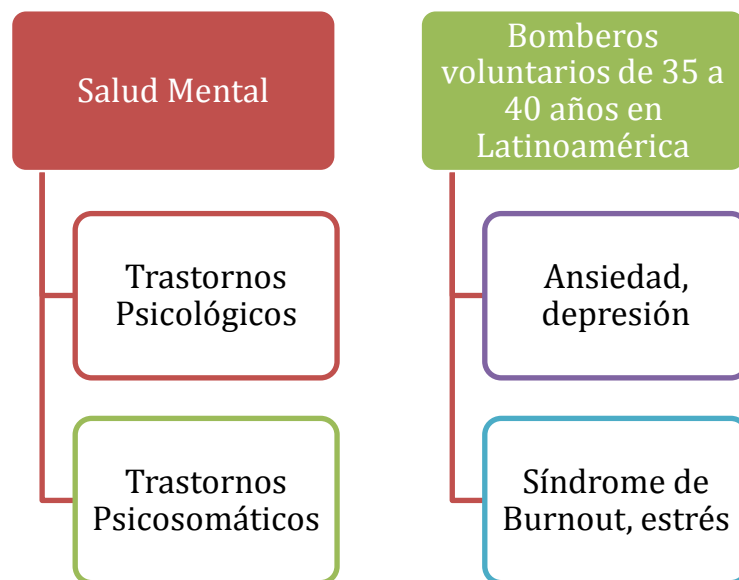 Salud Mental
Trastornos
Psicológicos
Trastornos
Psicosomáticos
Bomberos
voluntarios de 35 a
40 años en
Latinoamérica
Ansiedad,
depresión
Síndrome de
Burnout, estrés